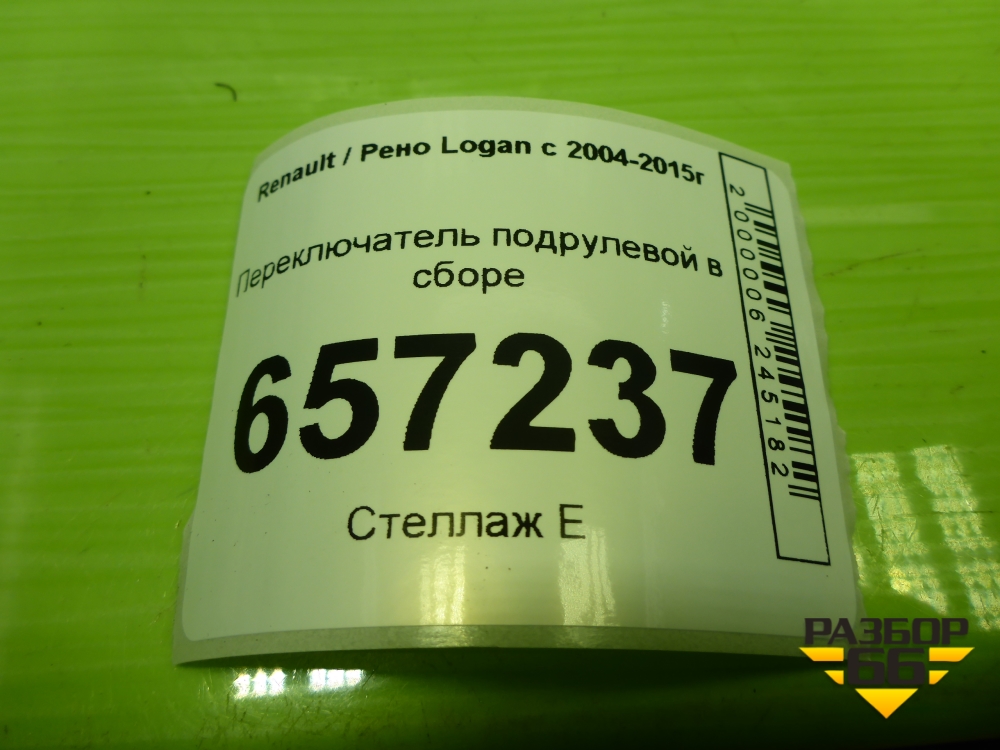 Renault / Рено Logan с 2004-2015г
Переключатель подрулевой в
сборе
657237
Стеллаж Е
2000006245182
РАЗБОР
66